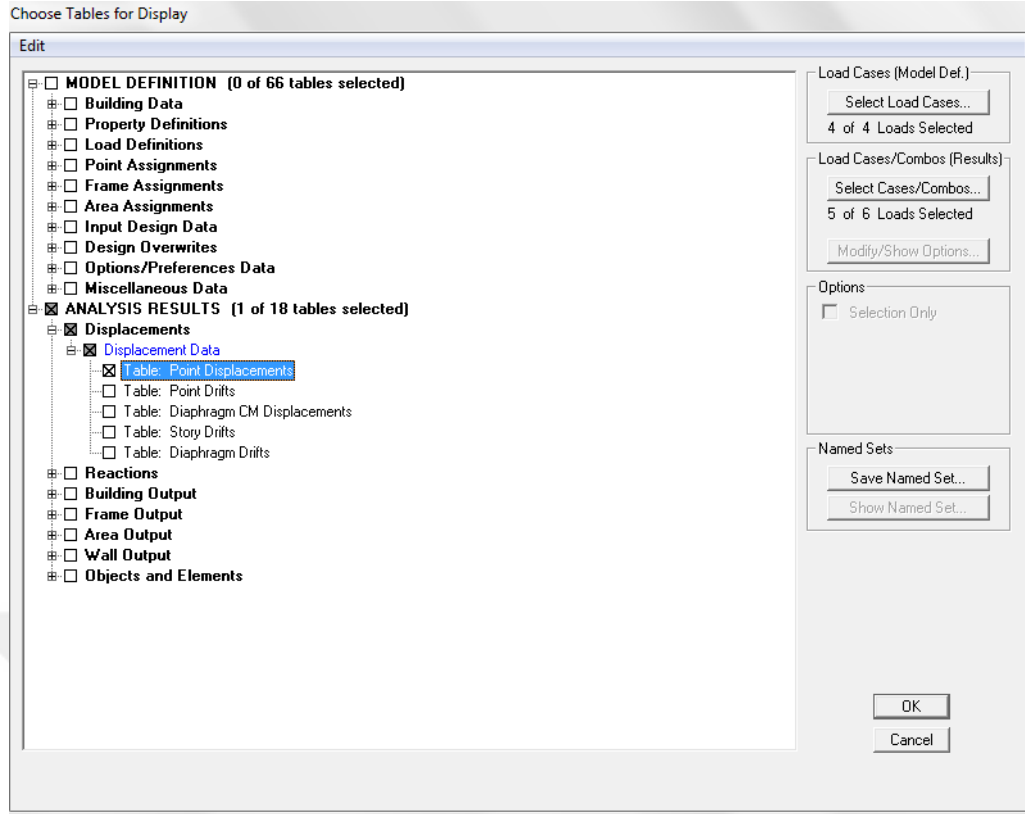 Choose Tables for Display
Edit
MODEL DEFINITION (0 of 66 tables selected)
Building Data
Property Definitions
Load Definitions
Point Assignments
Frame Assignments
Area Assignments
Input Design Data
Design Overwrites
Options/Preferences Data
Miscellaneous Data
ANALYSIS RESULTS (1 of 18 tables selected)
Displacements
Displacement Data
Table: Point Displacements
Table: Point Drifts
Table: Diaphragm CM Displacements
Table: Story Drifts
Table: Diaphragm Drifts
Reactions
Building Output
Frame Output
Area Output
Wall Output
Objects and Elements
Load Cases (Model Def.)
Select Load Cases...
4 of 4 Loads Selected
Load Cases/Combos (Results)
Select Cases/Combos...
5 of 6 Loads Selected
Modify/Show Options...
Options
Selection Only
Named Sets
Save Named Set...
Show Named Set...
OK
Cancel